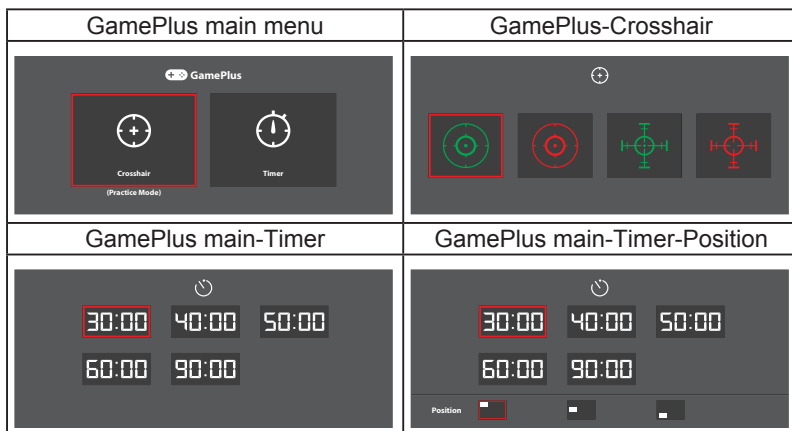 GamePlus main menu
GamePlus-Crosshair
GamePlus
Crosshair
Timer
(Practice Mode)
GamePlus main-Timer
GamePlus main-Timer-Position
30:00 40:00 50:00
60:00 90:00
30:00 40:00 50:00
60:00 90:00
Position